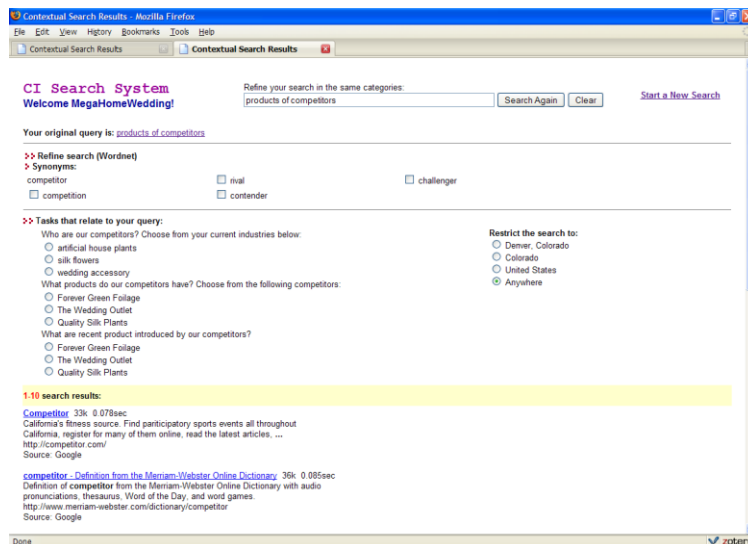 Contextual Search Results - Mozilla Firefox
File Edit View History Bookmarks Tools Help
Contextual Search Results
Contextual Search Results
CI Search System
Welcome MegaHomeWedding!
Refine your search in the same categories:
products of competitors
Search Again
Clear
Start a New Search
Your original query is: products of competitors
Refine search (Wordnet)
Synonyms:
competitor
rival
challenger
competition
contender
Tasks that relate to your query:
Who are our competitors? Choose from your current industries below:
artificial house plants
silk flowers
wedding accessory
What products do our competitors have? Choose from the following competitors:
Forever Green Foilage
The Wedding Outlet
Quality Silk Plants
What are recent product introduced by our competitors?
Forever Green Foilage
The Wedding Outlet
Quality Silk Plants
Restrict the search to:
Denver, Colorado
Colorado
United States
Anywhere
1-10 search results:
Competitor 33k 0.078sec
California's fitness source. Find pariticipatory sports events all throughout
California, register for many of them online, read the latest articles, ...
http://competitor.com/
Source: Google
competitor - Definition from the Merriam-Webster Online Dictionary 36k 0.085sec
Definition of competitor from the Merriam-Webster Online Dictionary with audio
pronunciations, thesaurus, Word of the Day, and word games.
http://www.merriam-webster.com/dictionary/competitor
Source: Google
Done